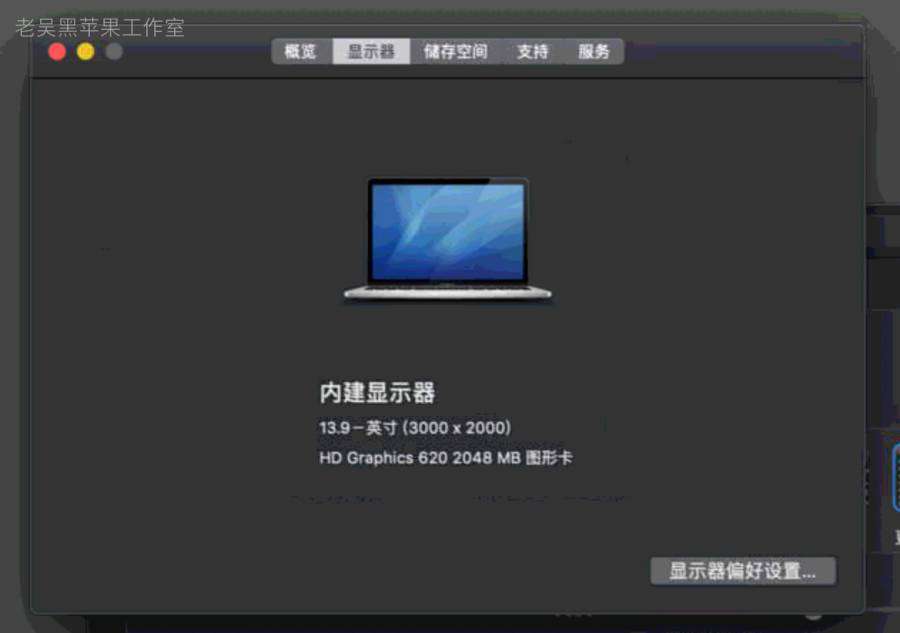 老吴黑苹果工作室
概览 显示器 储存空间 支持 服务
内建显示器
13.9-英寸 (3000 x 2000)
HD Graphics 620 2048 MB 图形卡
显示器偏好设置...